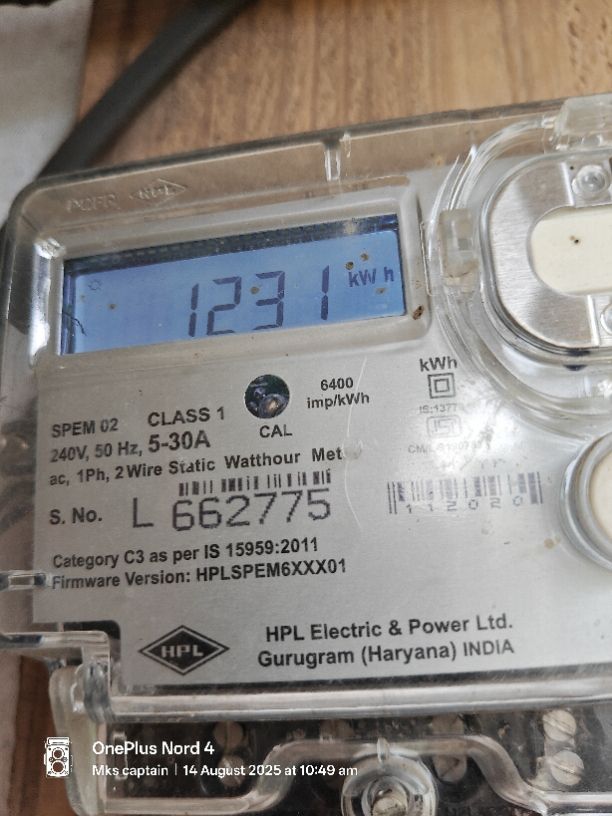 1231 kWh
kWh
6400
imp/kWh
SPEM 02 CLASS 1
240V, 50 Hz, 5-30A
CAL
ac, 1Ph, 2 Wire Static Watthour
S. No. L 662775
112020
Category C3 as per IS 15959:2011
Firmware Version: HPLSPEM6XXX01
HPL
HPL Electric & Power Ltd.
Gurugram (Haryana) INDIA
OnePlus Nord 4
Mks captain | 14 August 2025 at 10:49 am